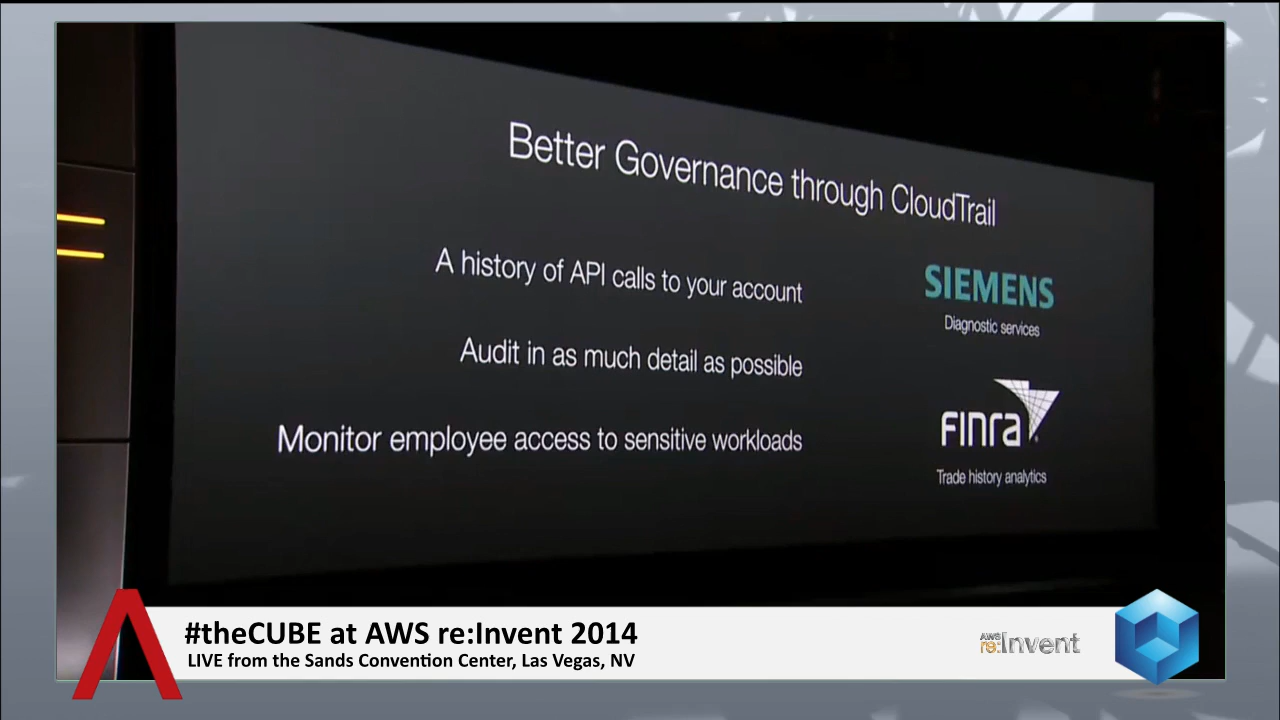 Better Governance through CloudTrail
A history of API calls to your account
Audit in as much detail as possible
Monitor employee access to sensitive workloads
SIEMENS
Diagnostic services
finra
Trade history analytics
#theCUBE at AWS re:Invent 2014
LIVE from the Sands Convention Center, Las Vegas, NV
AWS
re:Invent